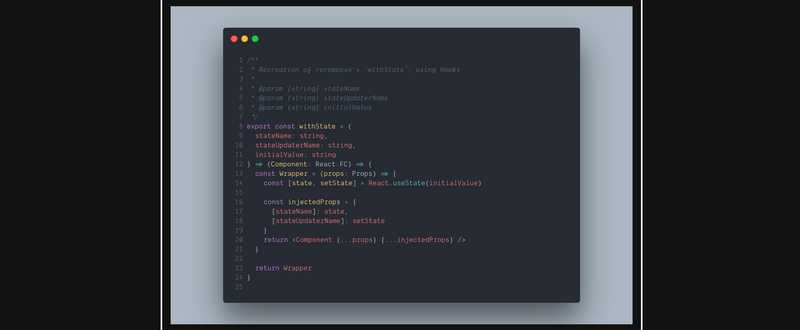 1 /**
2  * Recreation of recompose's `withState`, using Hooks
3  *
4  * @param {string} stateName
5  * @param {string} stateUpdaterName
6  * @param {string} initialValue
7  */
8 export const withState = (
9   stateName: string,
10   stateUpdaterName: string,
11   initialValue: string
12 ) => (Component: React.FC) => {
13   const Wrapper = (props: Props) => {
14     const [state, setState] = React.useState(initialValue)
15
16     const injectedProps = {
17       [stateName]: state,
18       [stateUpdaterName]: setState
19     }
20     return <Component {...props} {...injectedProps} />
21   }
22
23   return Wrapper
24 }
25